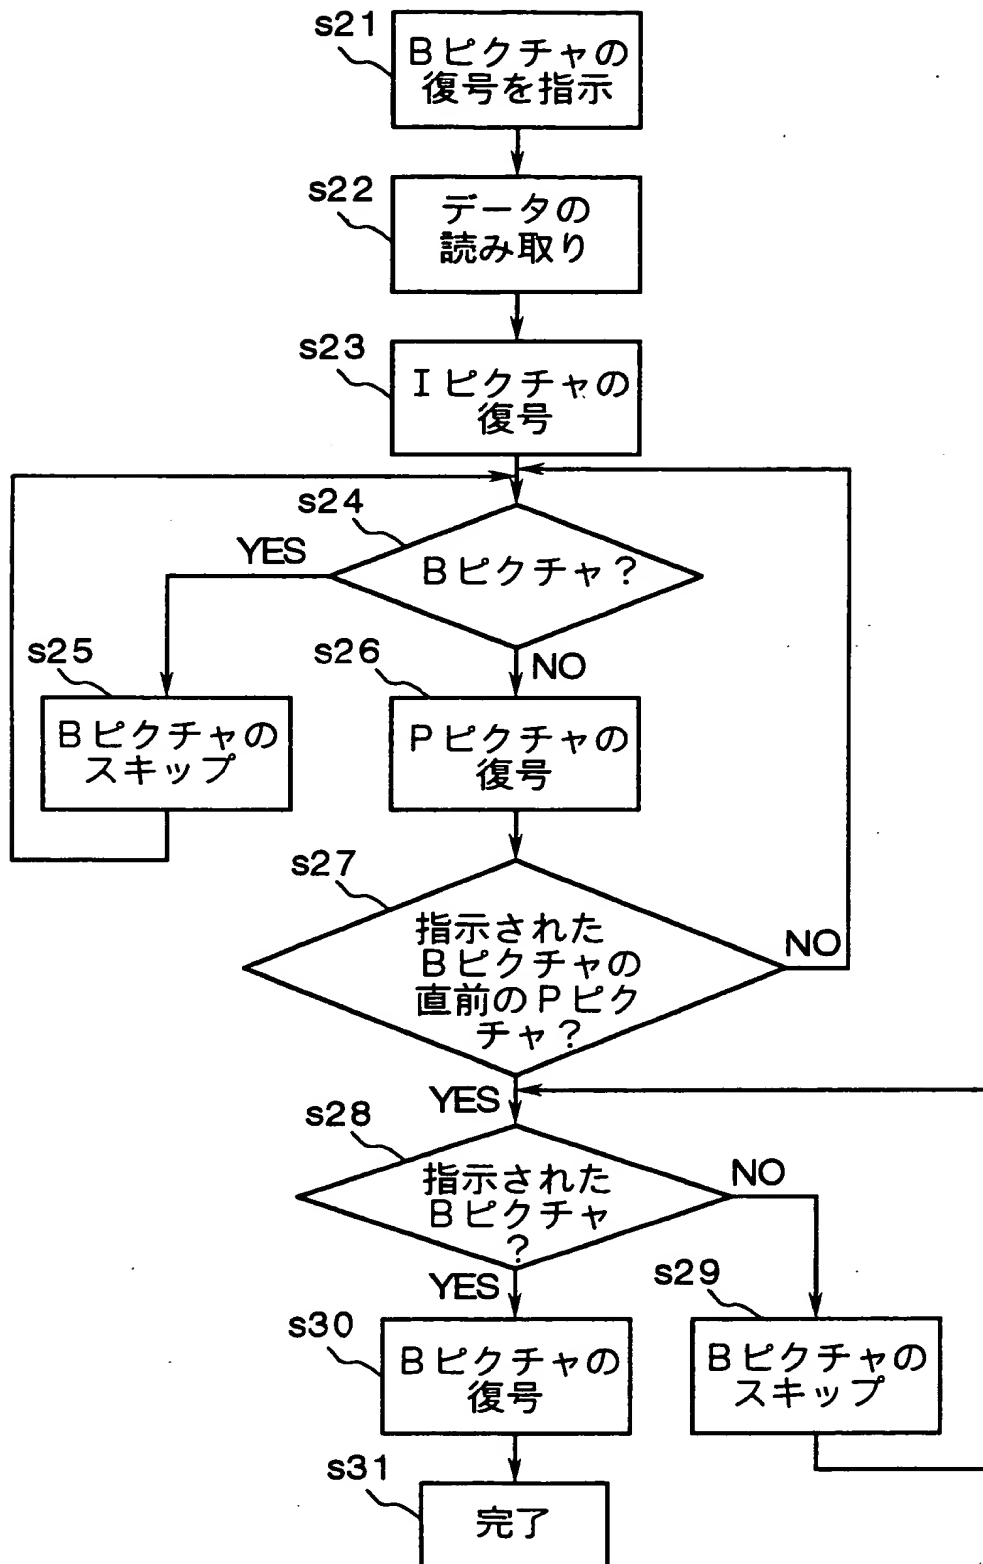 s21
Bピクチャの
復号を指示
s22
データの
読み取り
s23
Iピクチャの
復号
s24
YES
Bピクチャ?
s25
s26
NO
Bピクチャの
スキップ
Pピクチャの
復号
s27
指示された
Bピクチャの
直前のPピク
チャ?
NO
YES
s28
指示された
Bピクチャ
?
NO
YES
s29
s30
Bピクチャの
復号
Bピクチャの
スキップ
s31
完了